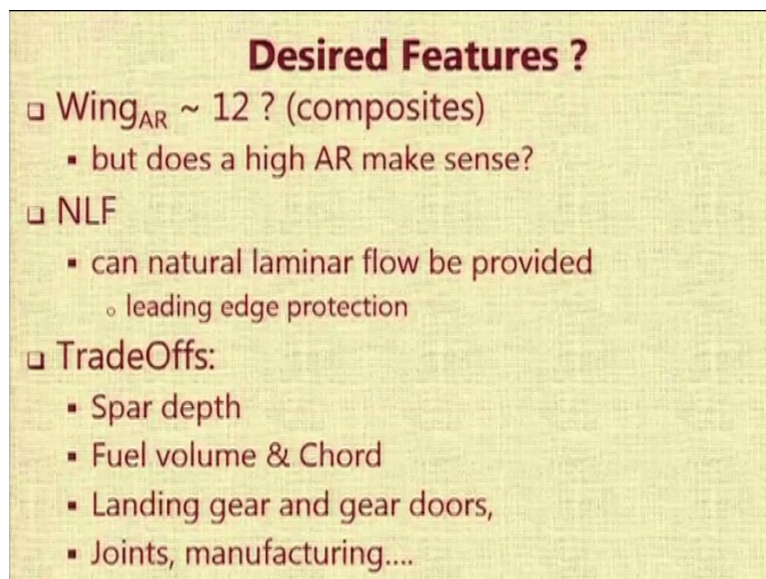 Desired Features ?
❑ Wing_AR ~ 12 ? (composites)
▪ but does a high AR make sense?
❑ NLF
▪ can natural laminar flow be provided
○ leading edge protection
❑ TradeOffs:
▪ Spar depth
▪ Fuel volume & Chord
▪ Landing gear and gear doors,
▪ Joints, manufacturing....